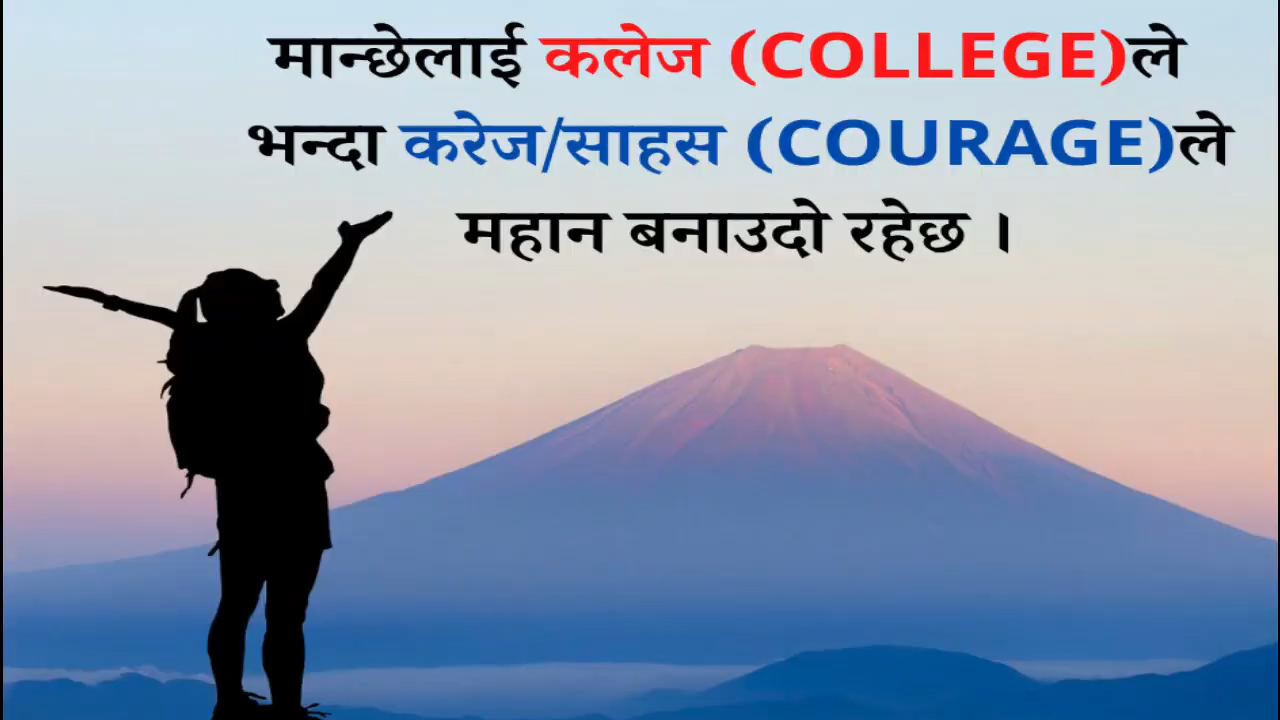 मान्छेलाई कलेज (COLLEGE)ले
भन्दा करेज/साहस (COURAGE)ले
महान बनाउदो रहेछ ।